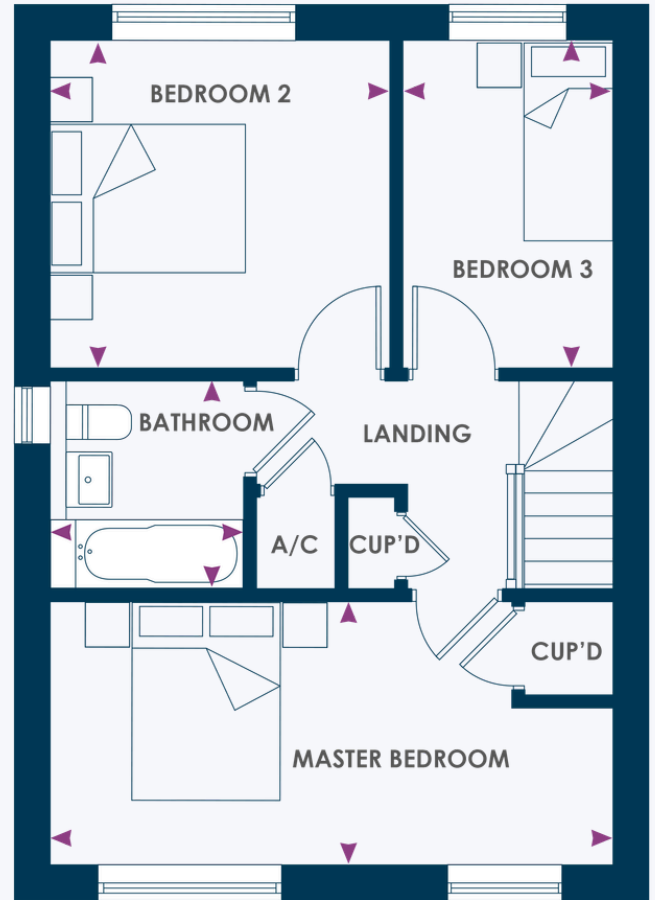 BEDROOM 2
BEDROOM 3
BATHROOM
LANDING
A/C
CUP’D
CUP’D
MASTER BEDROOM